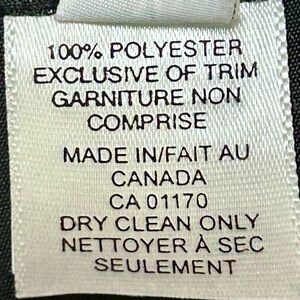 100% POLYESTER
EXCLUSIVE OF TRIM
GARNITURE NON
COMPRISE
MADE IN/FAIT AU
CANADA
CA 01170
DRY CLEAN ONLY
NETTOYER À SEC
SEULEMENT